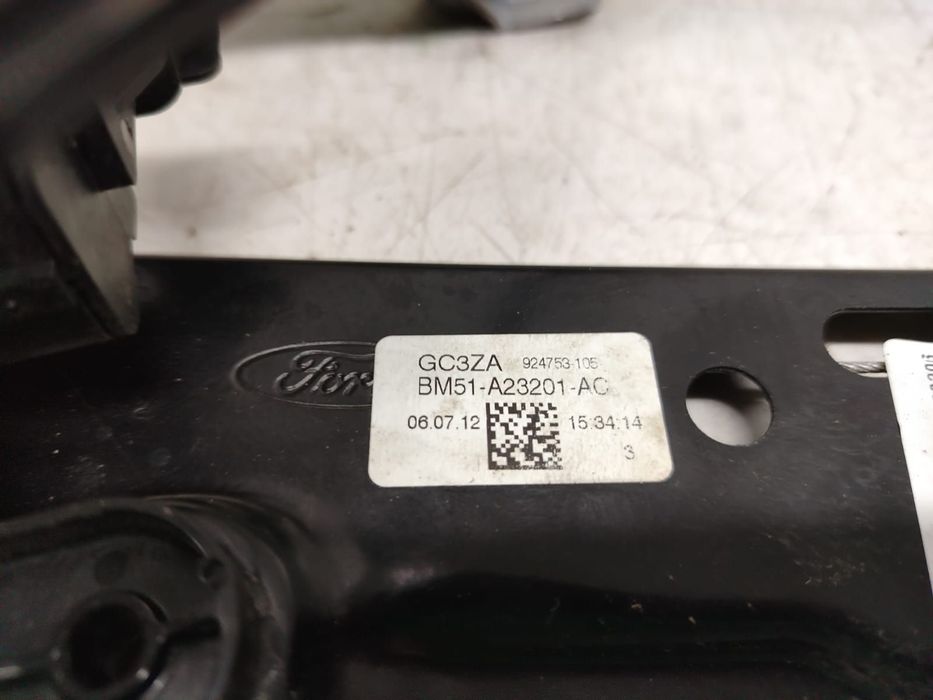 Ford
GC3ZA 924753-105
BM51-A23201-AC
06.07.12 15:34:14
3